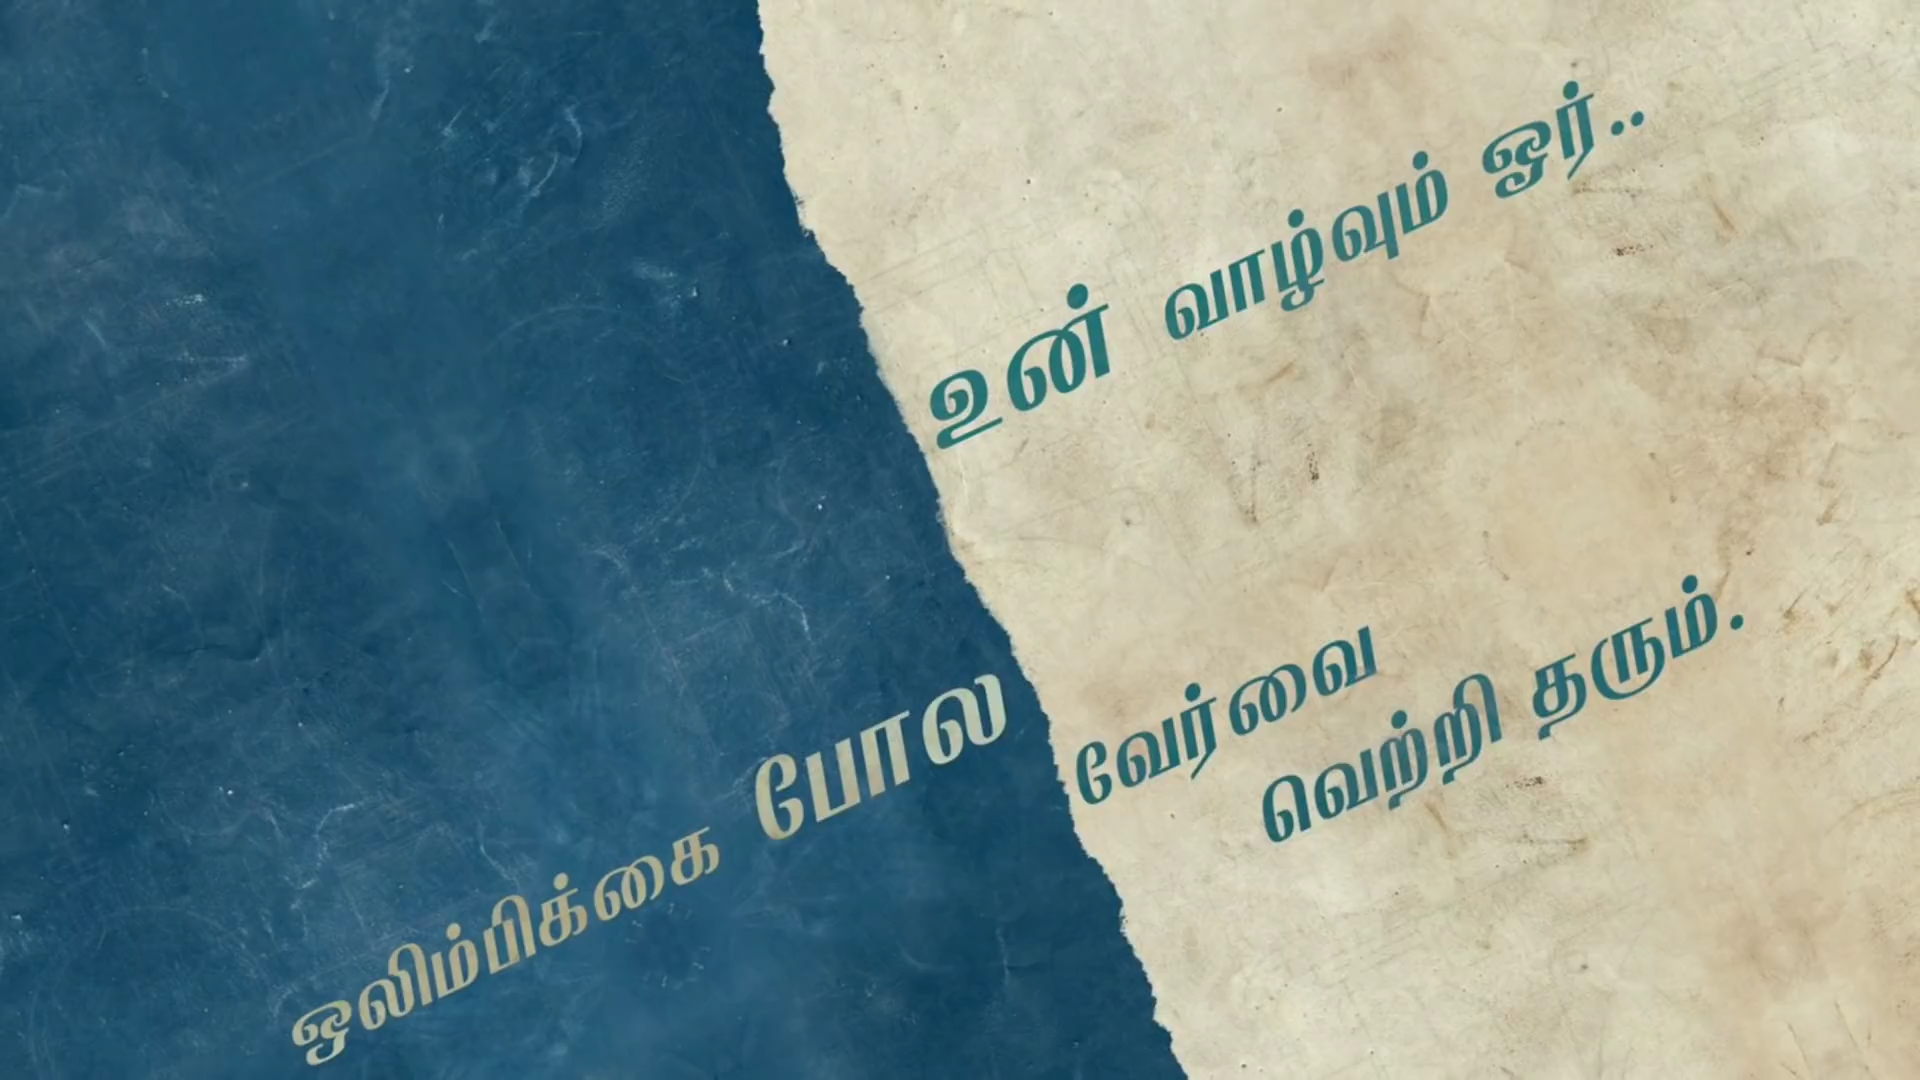 உன் வாழ்வும் ஓர்..
ஒலிம்பிக்கை போல வேர்வை
வெற்றி தரும்.